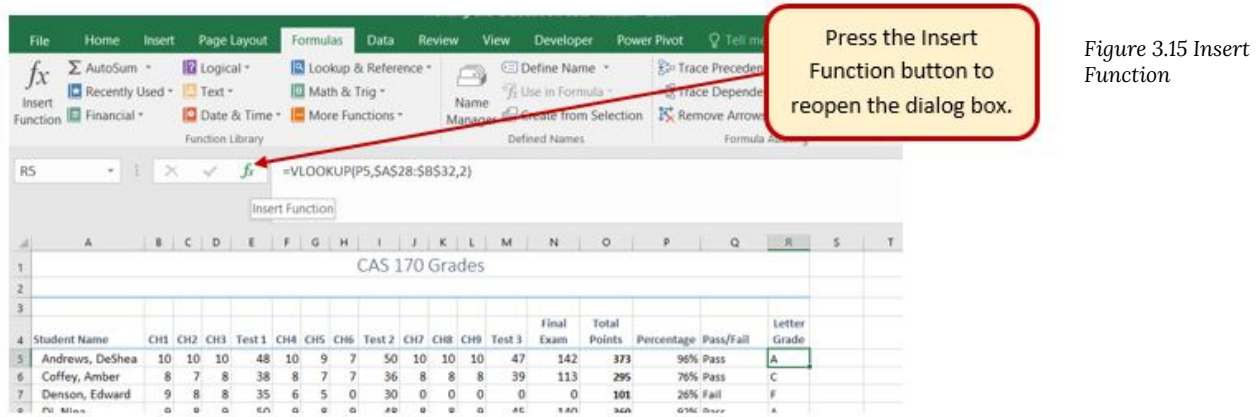 File Home Insert Page Layout Formulas Data Review View Developer Power Pivot Tell me
Press the Insert
Function button to
reopen the dialog box.
Figure 3.15 Insert
Function
fx Insert Function
AutoSum
Recently Used
Financial
Logical
Text
Date & Time
Lookup & Reference
Math & Trig
More Functions
Function Library
Name
Manager
Define Name
Use in Formula
Create from Selection
Defined Names
Trace
Trace
Remove Arrows
Formula
R5 fx =VLOOKUP(P5,$A$28:$B$32,2)
Insert Function
A B C D E F G H I J K L M N O P Q R S T
1 CAS 170 Grades
2
3
4 Student Name CH1 CH2 CH3 Test 1 CH4 CH5 CH6 Test 2 CH7 CH8 CH9 Test 3 Final Exam Total Points Percentage Pass/Fail Letter Grade
5 Andrews, DeShea 10 10 10 48 10 9 7 50 10 10 10 47 142 373 96% Pass A
6 Coffey, Amber 8 7 8 38 8 7 7 36 8 8 8 39 113 295 76% Pass C
7 Denson, Edward 9 8 8 35 6 5 0 30 0 0 0 0 0 101 26% Fail F